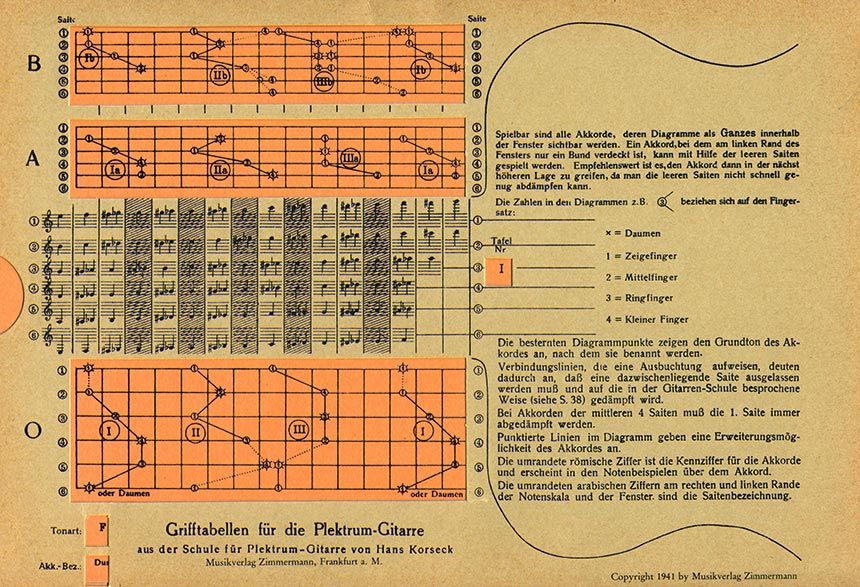 Saite
Saite
B
Ib
IIb
IIIb
Ib
A
Ia
IIa
IIIa
Ia
Spielbar sind alle Akkorde, deren Diagramme als Ganzes innerhalb
der Fenster sichtbar werden. Ein Akkord, bei dem am linken Rand des
Fensters nur ein Bund verdeckt ist, kann mit Hilfe der leeren Saiten
gespielt werden. Empfehlenswert ist es, den Akkord dann in der nächst
höheren Lage zu greifen, da man die leeren Saiten nicht schnell ge-
nug abdämpfen kann.
Die Zahlen in den Diagrammen z.B. ③ beziehen sich auf den Finger-
satz:
× = Daumen
Tafel
Nr
I
1 = Zeigefinger
2 = Mittelfinger
3 = Ringfinger
4 = Kleiner Finger
O
I
II
III
I
oder Daumen
oder Daumen
Die besternten Diagrammpunkte zeigen den Grundton des Ak-
kordes an, nach dem sie benannt werden.
Verbindungslinien, die eine Ausbuchtung aufweisen, deuten
dadurch an, daß eine dazwischenliegende Saite ausgelassen
werden muß und auf die in der Gitarren-Schule besprochene
Weise (siehe S. 38) gedämpft wird.
Bei Akkorden der mittleren 4 Saiten muß die 1. Saite immer
abgedämpft werden.
Punktierte Linien im Diagramm geben eine Erweiterungsmög-
lichkeit des Akkordes an.
Die umrandete römische Ziffer ist die Kennziffer für die Akkorde
und erscheint in den Notenbeispielen über dem Akkord.
Die umrandeten arabischen Ziffern am rechten und linken Rande
der Notenskala und der Fenster sind die Saitenbezeichnung.
Tonart: F
Akk.-Bez.: Dur
Grifftabellen für die Plektrum-Gitarre
aus der Schule für Plektrum-Gitarre von Hans Korseck
Musikverlag Zimmermann, Frankfurt a. M.
Copyright 1941 by Musikverlag Zimmermann